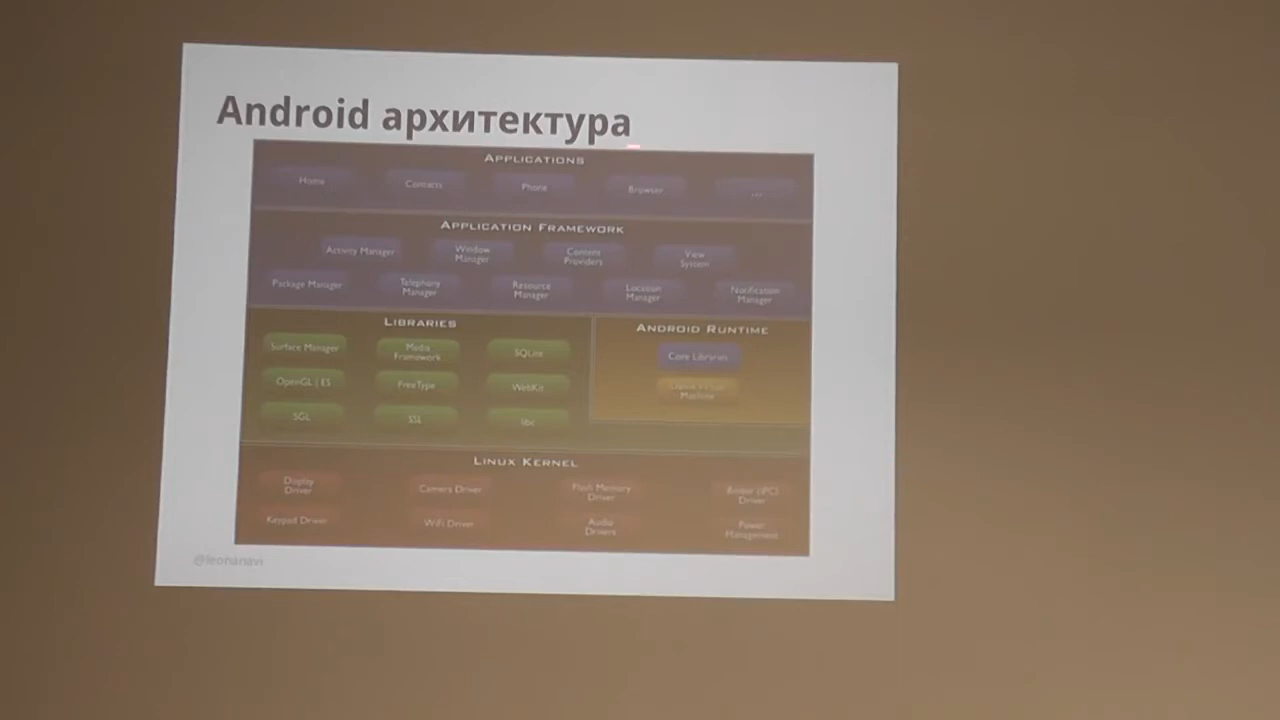 Android архитектура
APPLICATIONS
Home
Contacts
Phone
Browser
...
APPLICATION FRAMEWORK
Activity Manager
Window
Manager
Content
Providers
View
System
Package Manager
Telephony
Manager
Resource
Manager
Location
Manager
Notification
Manager
LIBRARIES
Surface Manager
Media
Framework
SQLite
OpenGL | ES
FreeType
WebKit
SGL
SSL
libc
ANDROID RUNTIME
Core Libraries
Machine
LINUX KERNEL
Display
Driver
Camera Driver
Flash Memory
Driver
Binder (IPC)
Driver
Keypad Driver
WiFi Driver
Audio
Drivers
Power
Management
@leonanavi